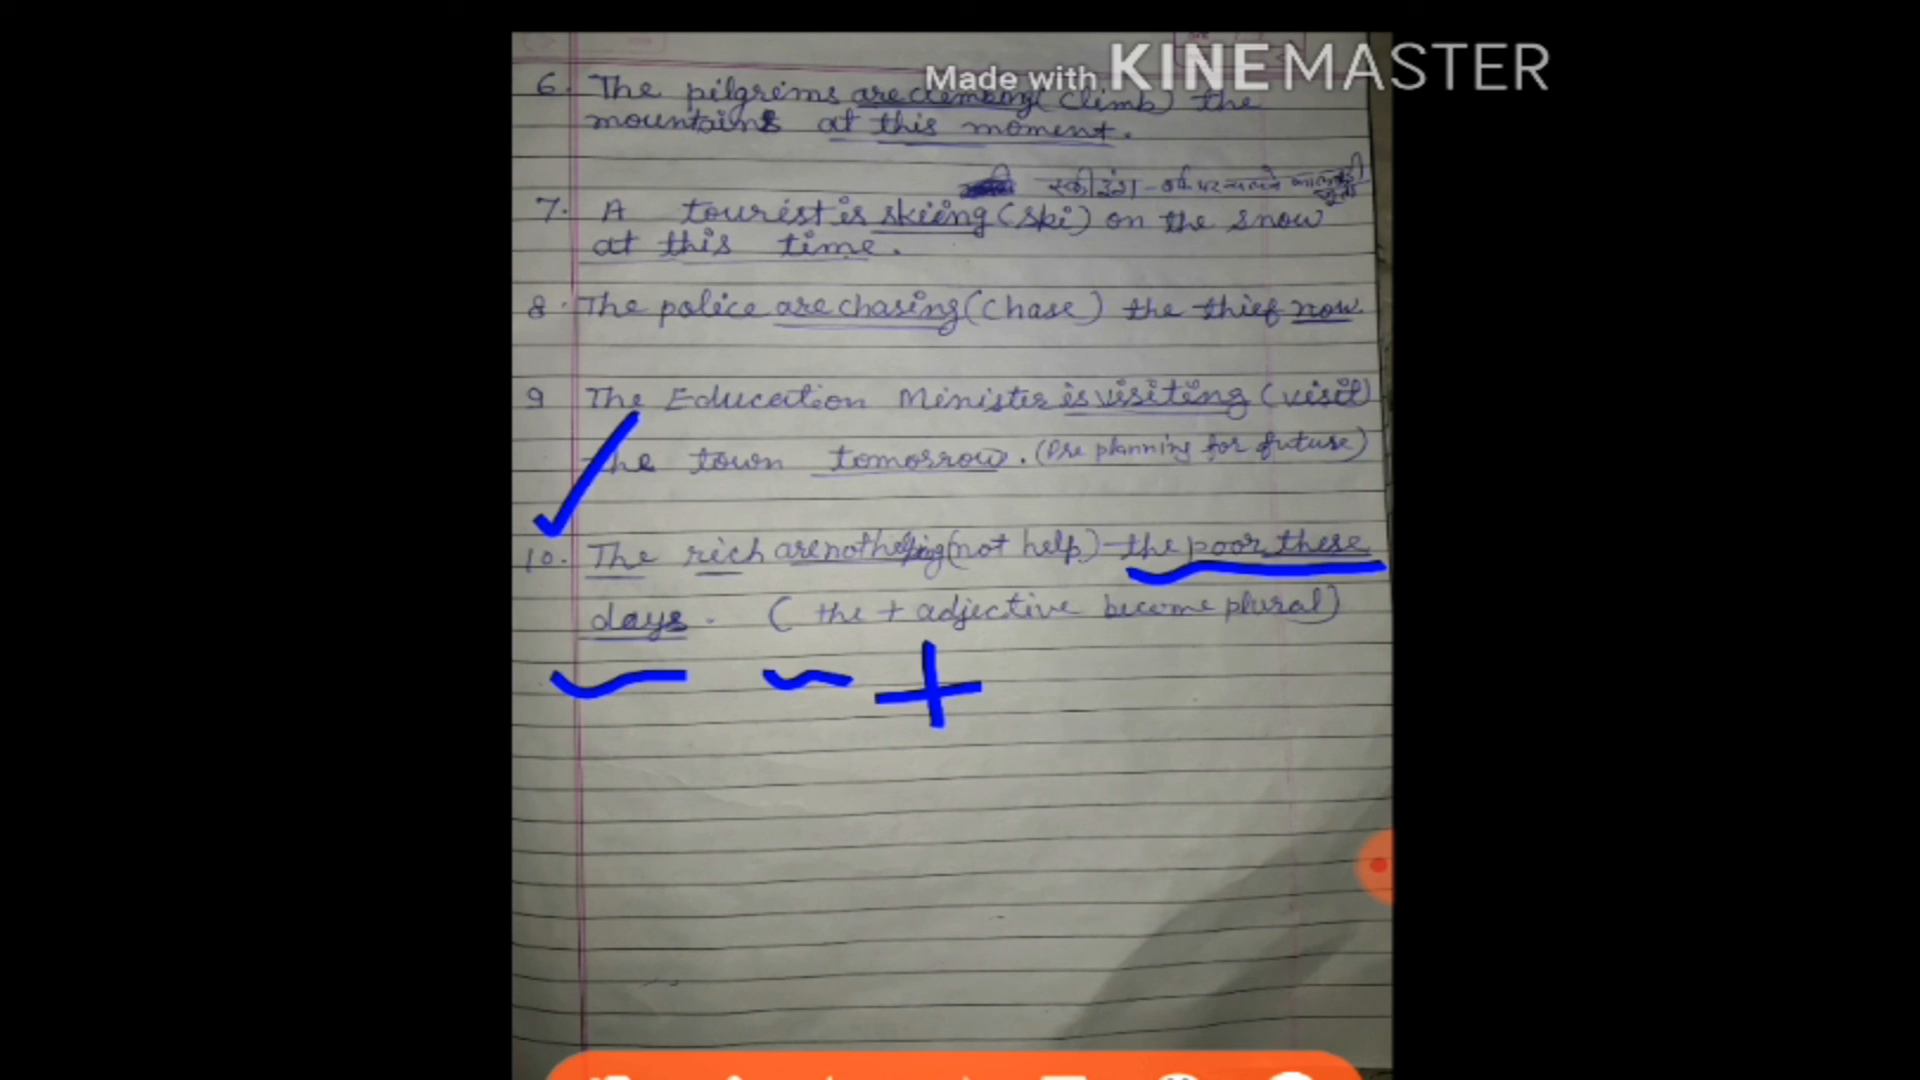 Made with KINEMASTER
6. The pilgrims are climbing (climb) the
mountains at this moment.
7. A tourist is skiing (ski) on the snow
at this time.
8. The police are chasing (chase) the thief now.
9 The Education Minister is visiting (visit)
the town tomorrow. (Pre planning for future)
10. The rich are not helping (not help) the poor these
days. (the + adjective become plural)